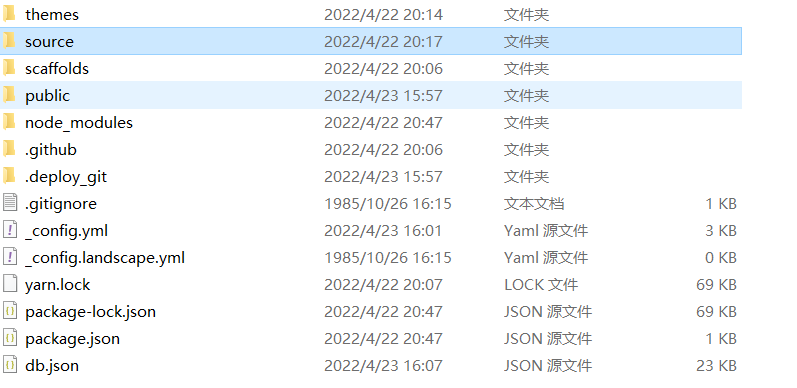 themes 2022/4/22 20:14 文件夹
source 2022/4/22 20:17 文件夹
scaffolds 2022/4/22 20:06 文件夹
public 2022/4/23 15:57 文件夹
node_modules 2022/4/22 20:47 文件夹
.github 2022/4/22 20:06 文件夹
.deploy_git 2022/4/23 15:57 文件夹
.gitignore 1985/10/26 16:15 文本文档 1 KB
_config.yml 2022/4/23 16:01 Yaml 源文件 3 KB
_config.landscape.yml 1985/10/26 16:15 Yaml 源文件 0 KB
yarn.lock 2022/4/22 20:07 LOCK 文件 69 KB
package-lock.json 2022/4/22 20:47 JSON 源文件 69 KB
package.json 2022/4/22 20:47 JSON 源文件 1 KB
db.json 2022/4/23 16:07 JSON 源文件 23 KB